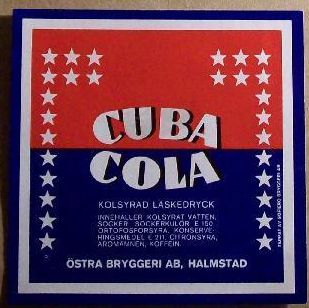 CUBA
COLA
KOLSYRAD LÄSKEDRYCK
INNEHÅLLER KOLSYRAT VATTEN,
SOCKER, SOCKERKULÖR E 150,
ORTOFOSFORSYRA, KONSERVE-
RINGSMEDEL E 211, CITRONSYRA,
AROMÄMNEN, KOFFEIN.
ÖSTRA BRYGGERI AB, HALMSTAD